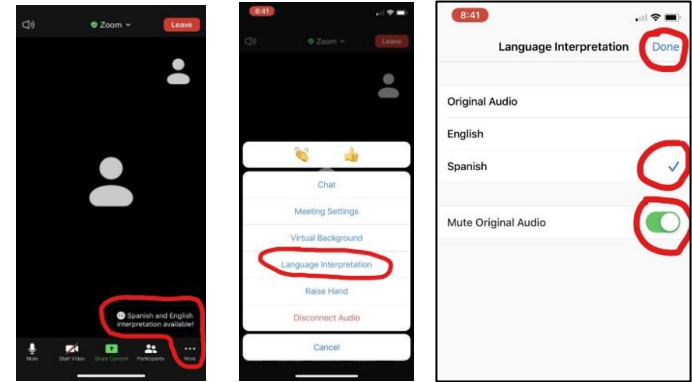 Zoom
Leave
Spanish and English
interpretation available!
Mute
Start Video
Share Content
Participants
More
8:41
Zoom
Leave
Chat
Meeting Settings
Virtual Background
Language Interpretation
Raise Hand
Disconnect Audio
Cancel
8:41
Language Interpretation
Done
Original Audio
English
Spanish
Mute Original Audio